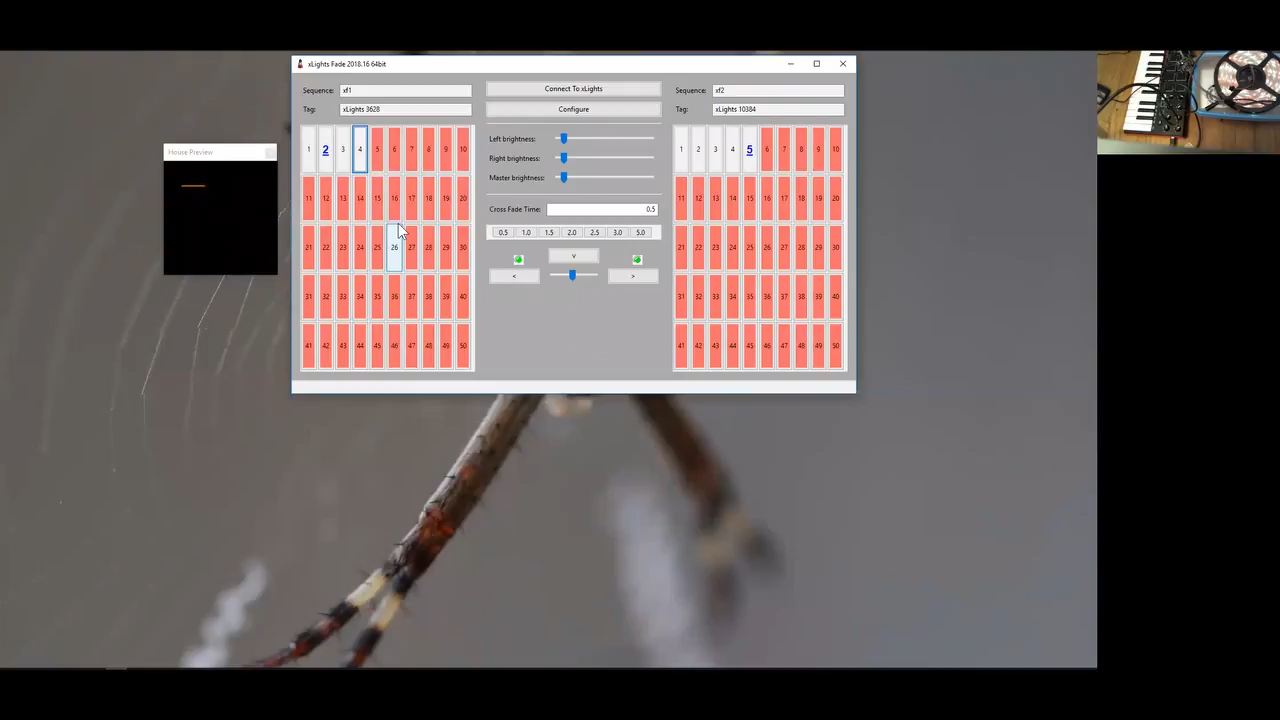 xLights Fade 2018.16 64bit
Sequence: xf1
Tag: xLights 3628
1 2 3 4 5 6 7 8 9 10
11 12 13 14 15 16 17 18 19 20
21 22 23 24 25 26 27 28 29 30
31 32 33 34 35 36 37 38 39 40
41 42 43 44 45 46 47 48 49 50
Connect To xLights
Configure
Left brightness:
Right brightness:
Master brightness:
Cross Fade Time: 0.5
0.5 1.0 1.5 2.0 2.5 3.0 5.0
v
< >
Sequence: xf2
Tag: xLights 10384
1 2 3 4 5 6 7 8 9 10
11 12 13 14 15 16 17 18 19 20
21 22 23 24 25 26 27 28 29 30
31 32 33 34 35 36 37 38 39 40
41 42 43 44 45 46 47 48 49 50
House Preview